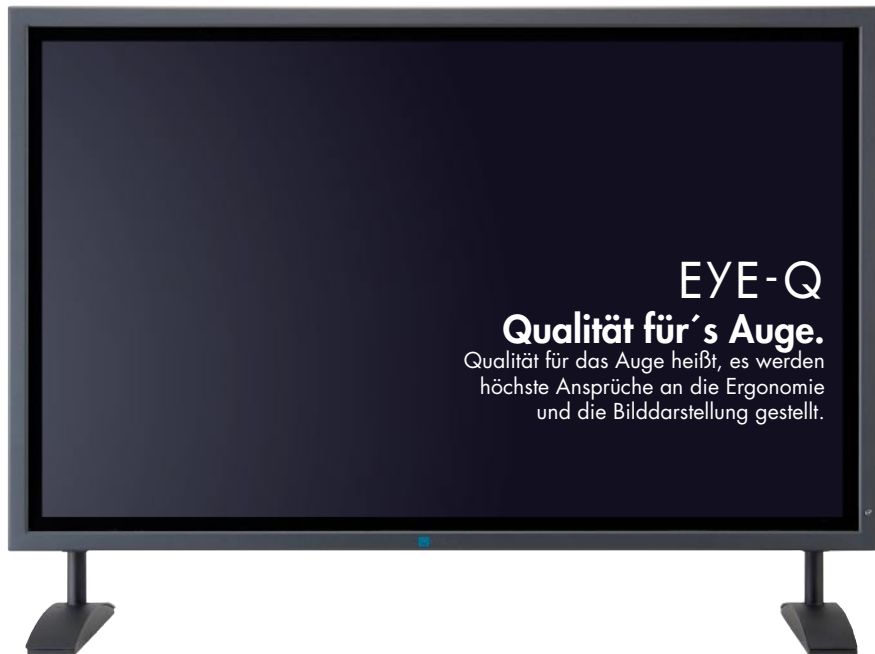 EYE-Q
Qualität für´s Auge.
Qualität für das Auge heißt, es werden
höchste Ansprüche an die Ergonomie
und die Bilddarstellung gestellt.